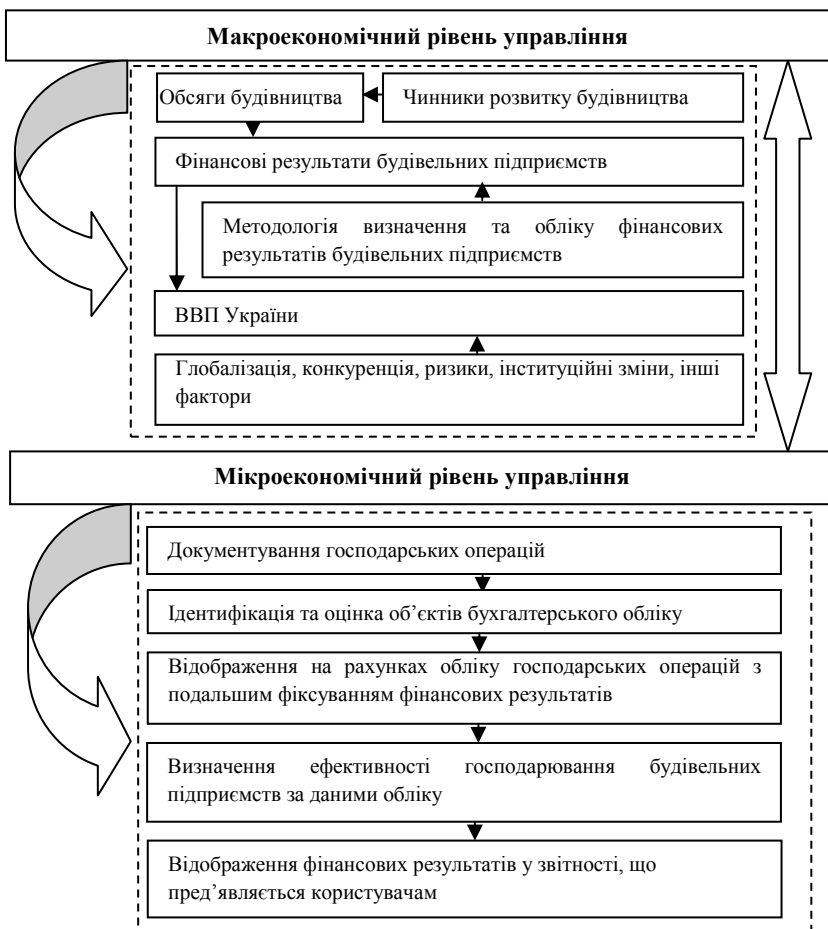 Макроекономічний рівень управління
Обсяги будівництва
Чинники розвитку будівництва
Фінансові результати будівельних підприємств
Методологія визначення та обліку фінансових
результатів будівельних підприємств
ВВП України
Глобалізація, конкуренція, ризики, інституційні зміни, інші
фактори
Мікроекономічний рівень управління
Документування господарських операцій
Ідентифікація та оцінка об’єктів бухгалтерського обліку
Відображення на рахунках обліку господарських операцій з
подальшим фіксуванням фінансових результатів
Визначення ефективності господарювання будівельних
підприємств за даними обліку
Відображення фінансових результатів у звітності, що
пред’являється користувачам